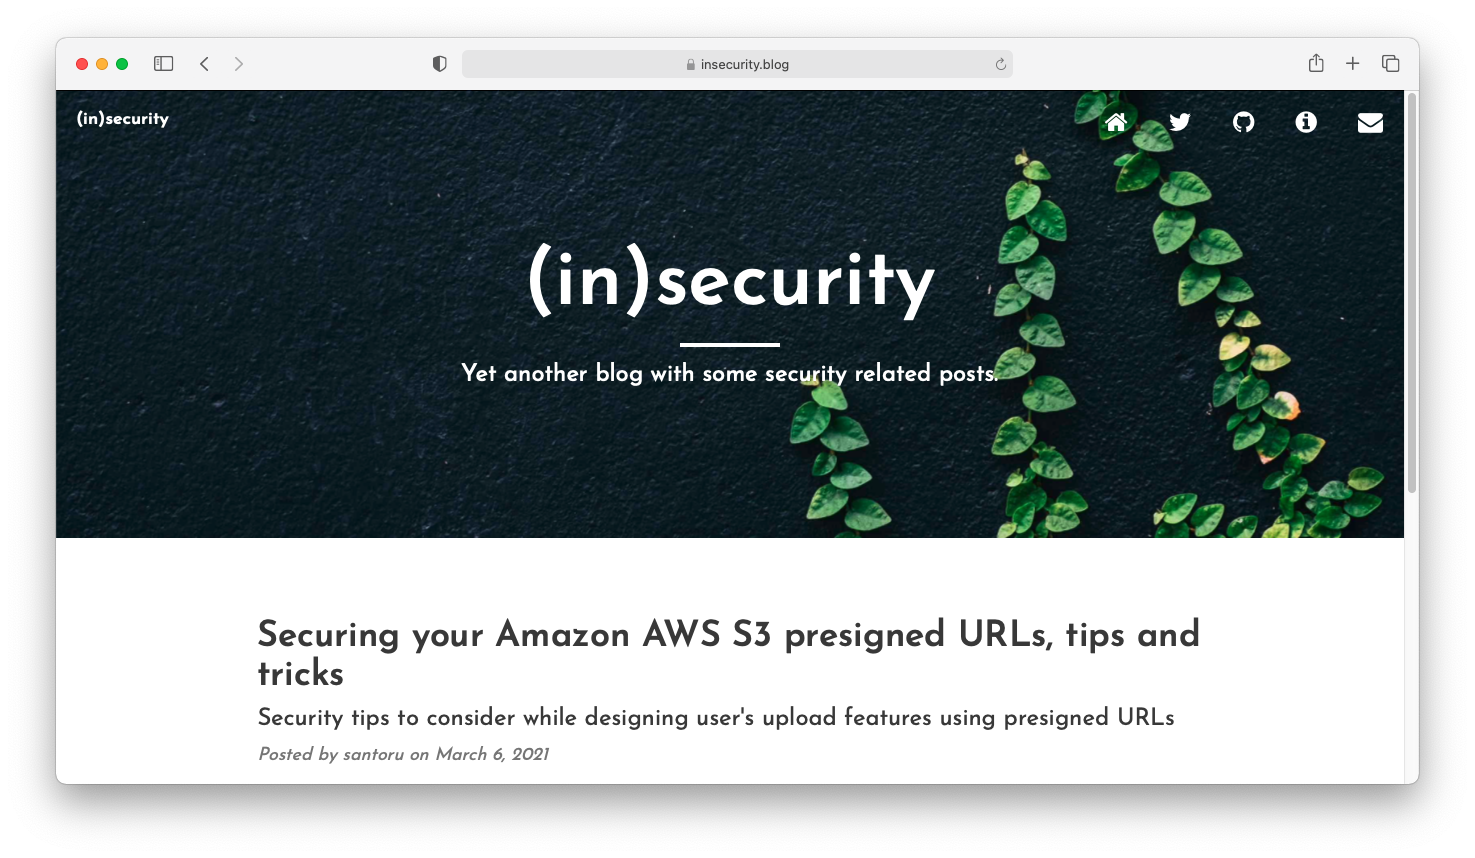 insecurity.blog
(in)security
(in)security
Yet another blog with some security related posts.
Securing your Amazon AWS S3 presigned URLs, tips and
tricks
Security tips to consider while designing user's upload features using presigned URLs
Posted by santoru on March 6, 2021